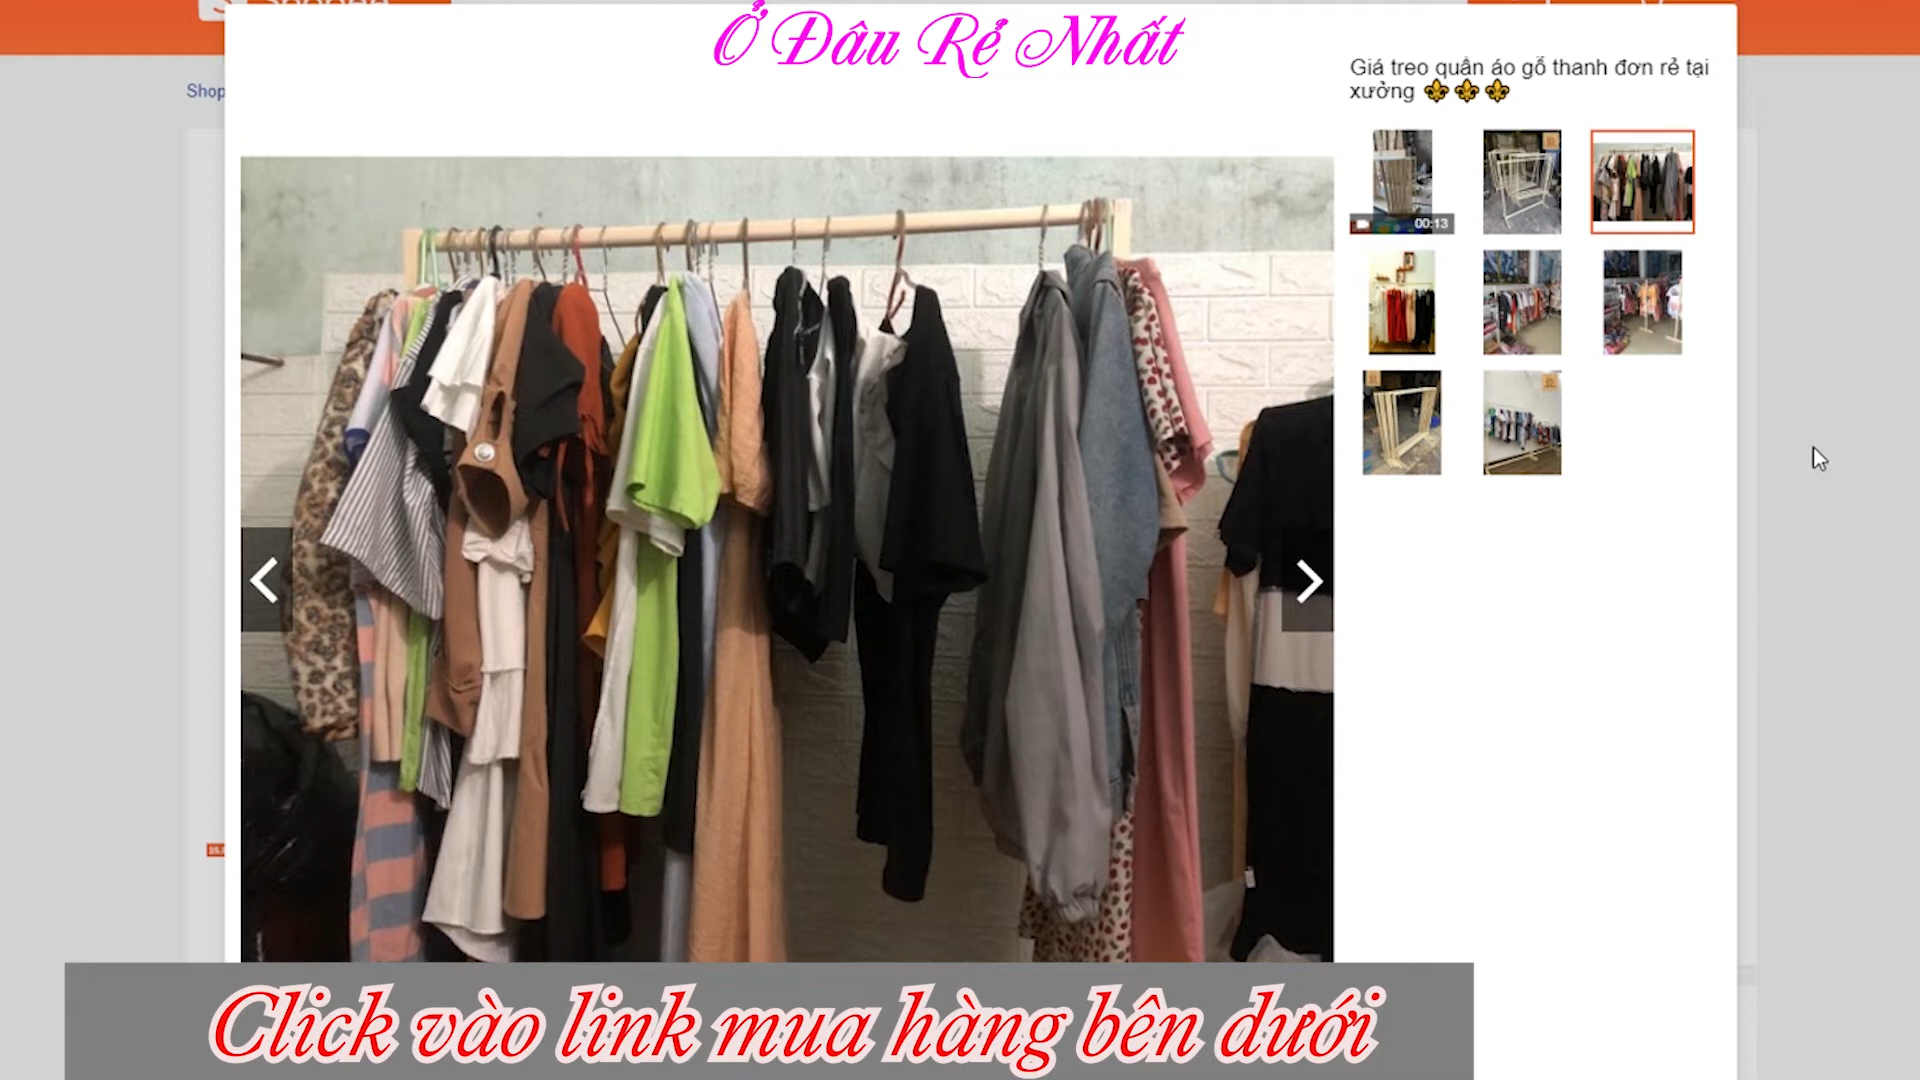 Ở Đâu Rẻ Nhất
Shop
Giá treo quần áo gỗ thanh đơn rẻ tại
xưởng ⚜⚜⚜
00:13
Click vào link mua hàng bên dưới